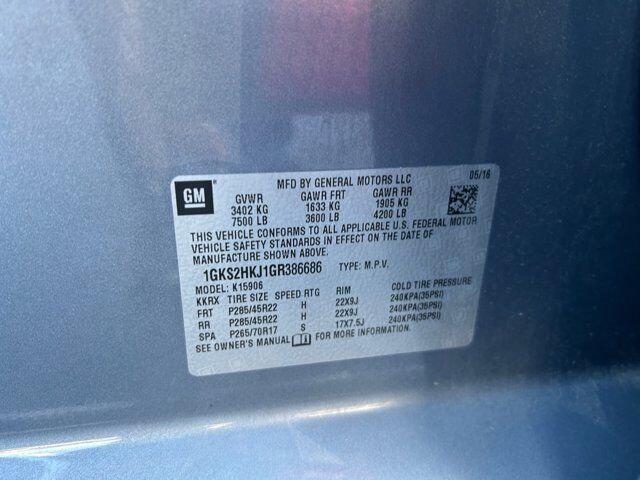 GM
MFD BY GENERAL MOTORS LLC 06/16
GVWR GAWR FRT GAWR RR
3402 KG 1633 KG 1905 KG
7500 LB 3600 LB 4200 LB
THIS VEHICLE CONFORMS TO ALL APPLICABLE U.S. FEDERAL MOTOR
VEHICLE SAFETY STANDARDS IN EFFECT ON THE DATE OF
MANUFACTURE SHOWN ABOVE.
1GKS2HKJ1GR386686 TYPE: M.P.V.
MODEL: K15906
KKRX TIRE SIZE SPEED RTG RIM COLD TIRE PRESSURE
FRT P285/45R22 H 22X9J 240KPA(35PSI)
RR P285/45R22 H 22X9J 240KPA(35PSI)
SPA P265/70R17 S 17X7.5J 240KPA(35PSI)
SEE OWNER'S MANUAL FOR MORE INFORMATION.